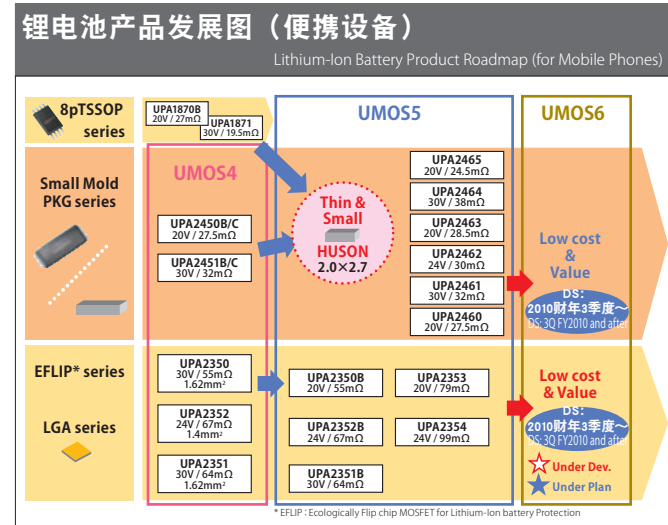 锂电池产品发展图（便携设备）
Lithium-Ion Battery Product Roadmap (for Mobile Phones)
8pTSSOP
series
UPA1870B
20V / 27mΩ
UPA1871
30V / 19.5mΩ
UMOS5
UMOS6
Small Mold
PKG series
UMOS4
UPA2450B/C
20V / 27.5mΩ
UPA2451B/C
30V / 32mΩ
Thin &
Small
HUSON
2.0×2.7
UPA2465
20V / 24.5mΩ
UPA2464
30V / 38mΩ
UPA2463
20V / 28.5mΩ
UPA2462
24V / 30mΩ
UPA2461
30V / 32mΩ
UPA2460
20V / 27.5mΩ
Low cost
&
Value
DS:
2010财年3季度～
DS: 3Q FY2010 and after
EFLIP* series
LGA series
UPA2350
30V / 55mΩ
1.62mm²
UPA2352
24V / 67mΩ
1.4mm²
UPA2351
30V / 64mΩ
1.62mm²
UPA2350B
20V / 55mΩ
UPA2353
20V / 79mΩ
UPA2352B
24V / 67mΩ
UPA2354
24V / 99mΩ
UPA2351B
30V / 64mΩ
Low cost
& Value
DS:
2010财年3季度～
DS: 3Q FY2010 and after
Under Dev.
Under Plan
* EFLIP : Ecologically Flip chip MOSFET for Lithium-Ion battery Protection